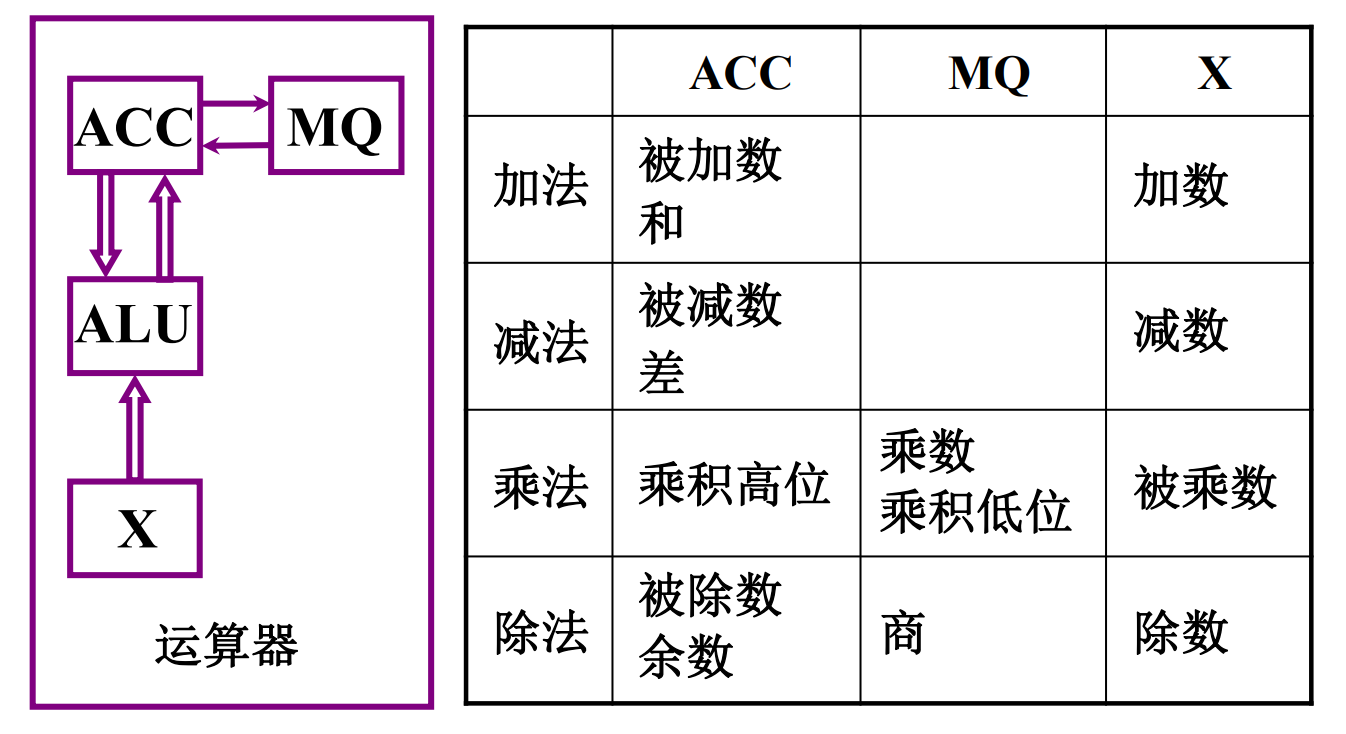 ACC
MQ
ALU
X
运算器
ACC MQ X
加法
被加数
和
加数
减法
被减数
差
减数
乘法
乘积高位
乘数
乘积低位
被乘数
除法
被除数
余数
商
除数